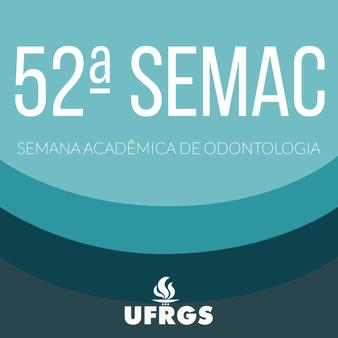 52ª SEMAC
SEMANA ACADÊMICA DE ODONTOLOGIA
UFRGS